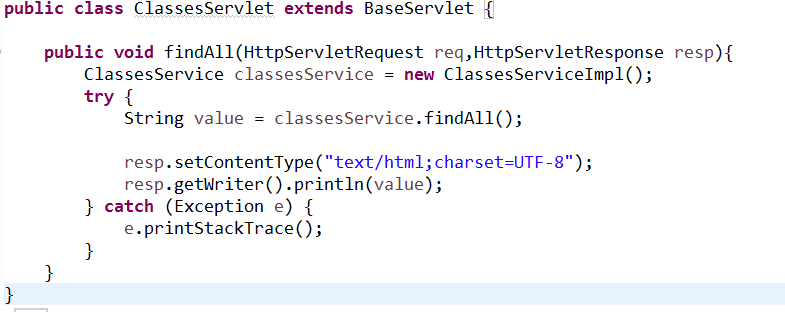 public class ClassesServlet extends BaseServlet {
public void findAll(HttpServletRequest req,HttpServletResponse resp){
ClassesService classesService = new ClassesServiceImpl();
try {
String value = classesService.findAll();
resp.setContentType("text/html;charset=UTF-8");
resp.getWriter().println(value);
} catch (Exception e) {
e.printStackTrace();
}
}
}